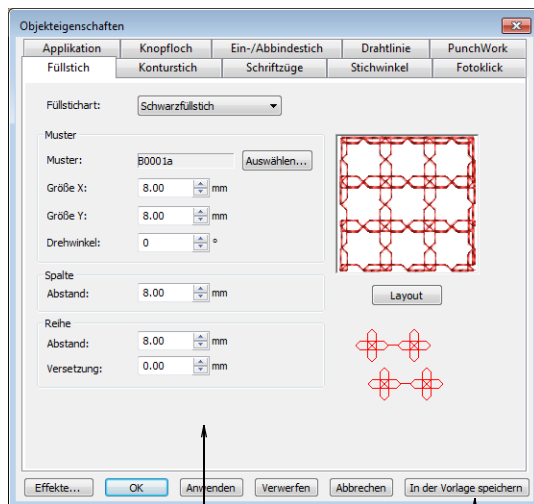 Objekteigenschaften
Applikation Knopfloch Ein-/Abbindestich Drahtlinie PunchWork
Füllstich Konturstich Schriftzüge Stichwinkel Fotoklick
Füllstichart: Schwarzfüllstich
Muster
Muster: B0001a Auswählen...
Größe X: 8.00 mm
Größe Y: 8.00 mm
Drehwinkel: 0 °
Spalte
Abstand: 8.00 mm
Layout
Reihe
Abstand: 8.00 mm
Versetzung: 0.00 mm
Effekte... OK Anwenden Verwerfen Abbrechen In der Vorlage speichern